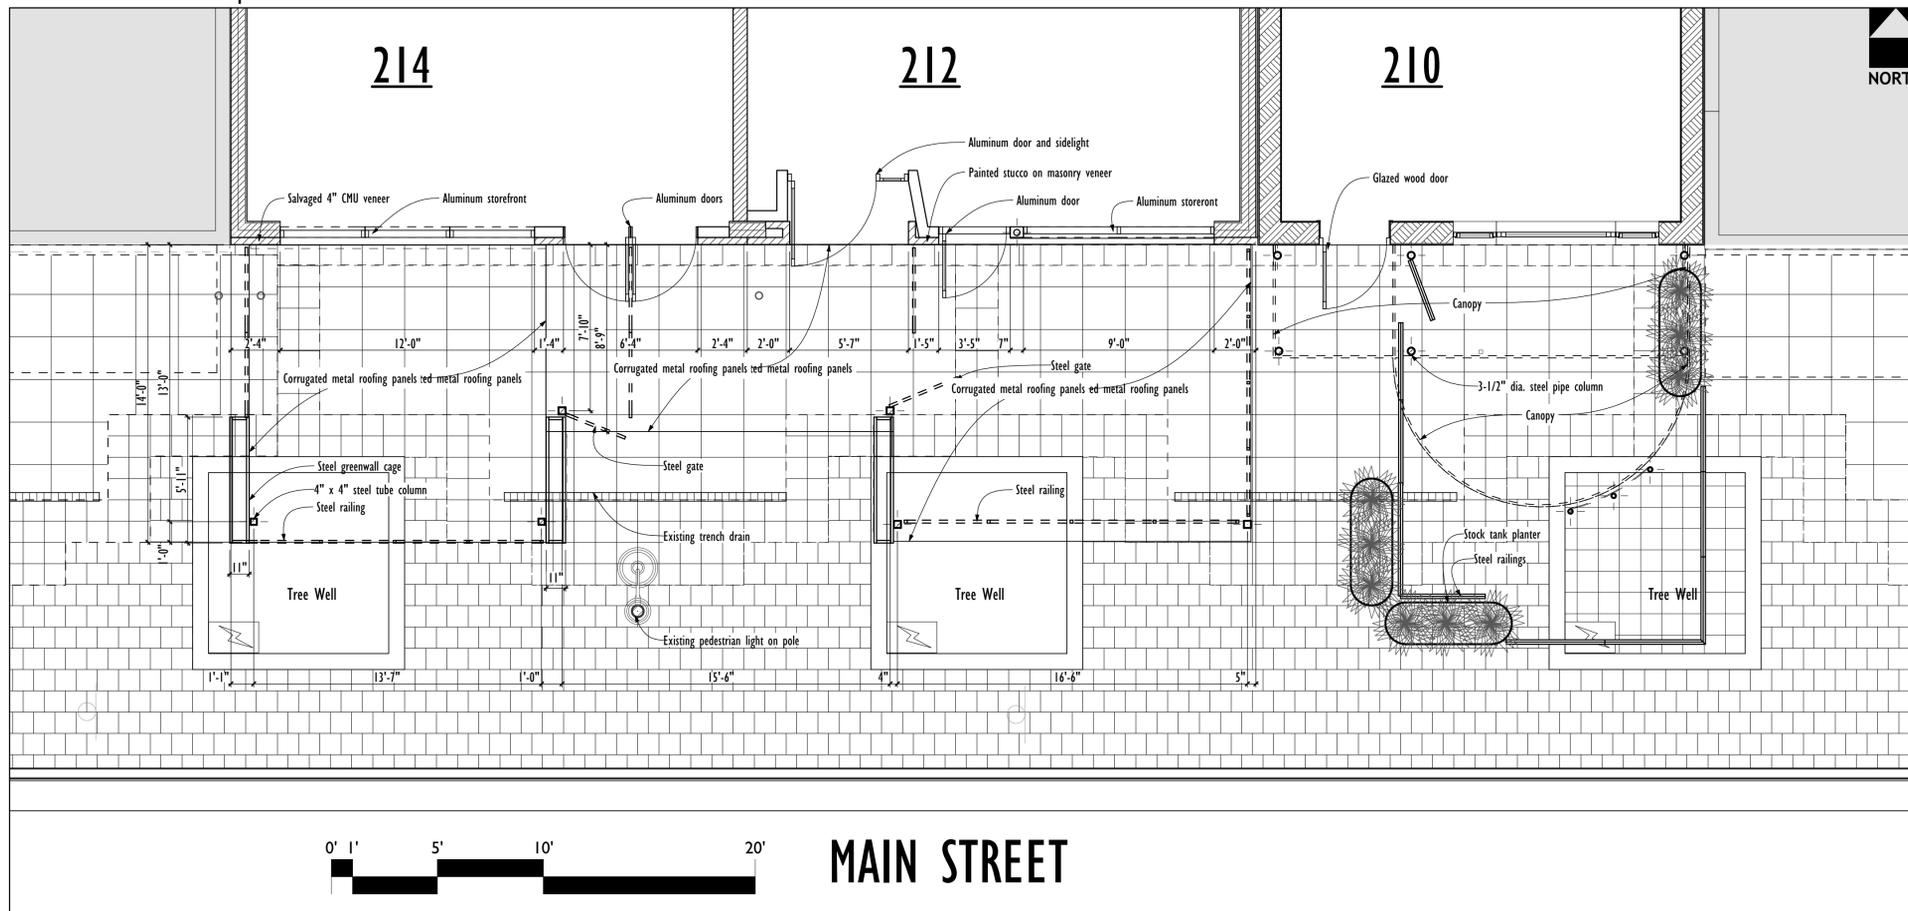 214
212
210
NORT
Aluminum door and sidelight
Painted stucco on masonry veneer
Glazed wood door
Salvaged 4" CMU veneer
Aluminum storefront
Aluminum doors
Aluminum door
Aluminum storeront
Canopy
2'-4"
12'-0"
1'-4"
7'-10"
8'-9"
6'-4"
2'-4"
2'-0"
5'-7"
1'-5"
3'-5"
7"
9'-0"
2'-0"
14'-0"
13'-0"
Corrugated metal roofing panels ted metal roofing panels
Corrugated metal roofing panels ted metal roofing panels
Steel gate
Corrugated metal roofing panels ed metal roofing panels
3-1/2" dia. steel pipe column
Canopy
5'-11"
Steel greenwall cage
4" x 4" steel tube column
Steel railing
Steel gate
Steel railing
Existing trench drain
Stock tank planter
Steel railings
1'-0"
11"
11"
Tree Well
Tree Well
Tree Well
Existing pedestrian light on pole
1'-1"
13'-7"
1'-0"
15'-6"
4"
16'-6"
5"
0' 1' 5' 10' 20'
MAIN STREET